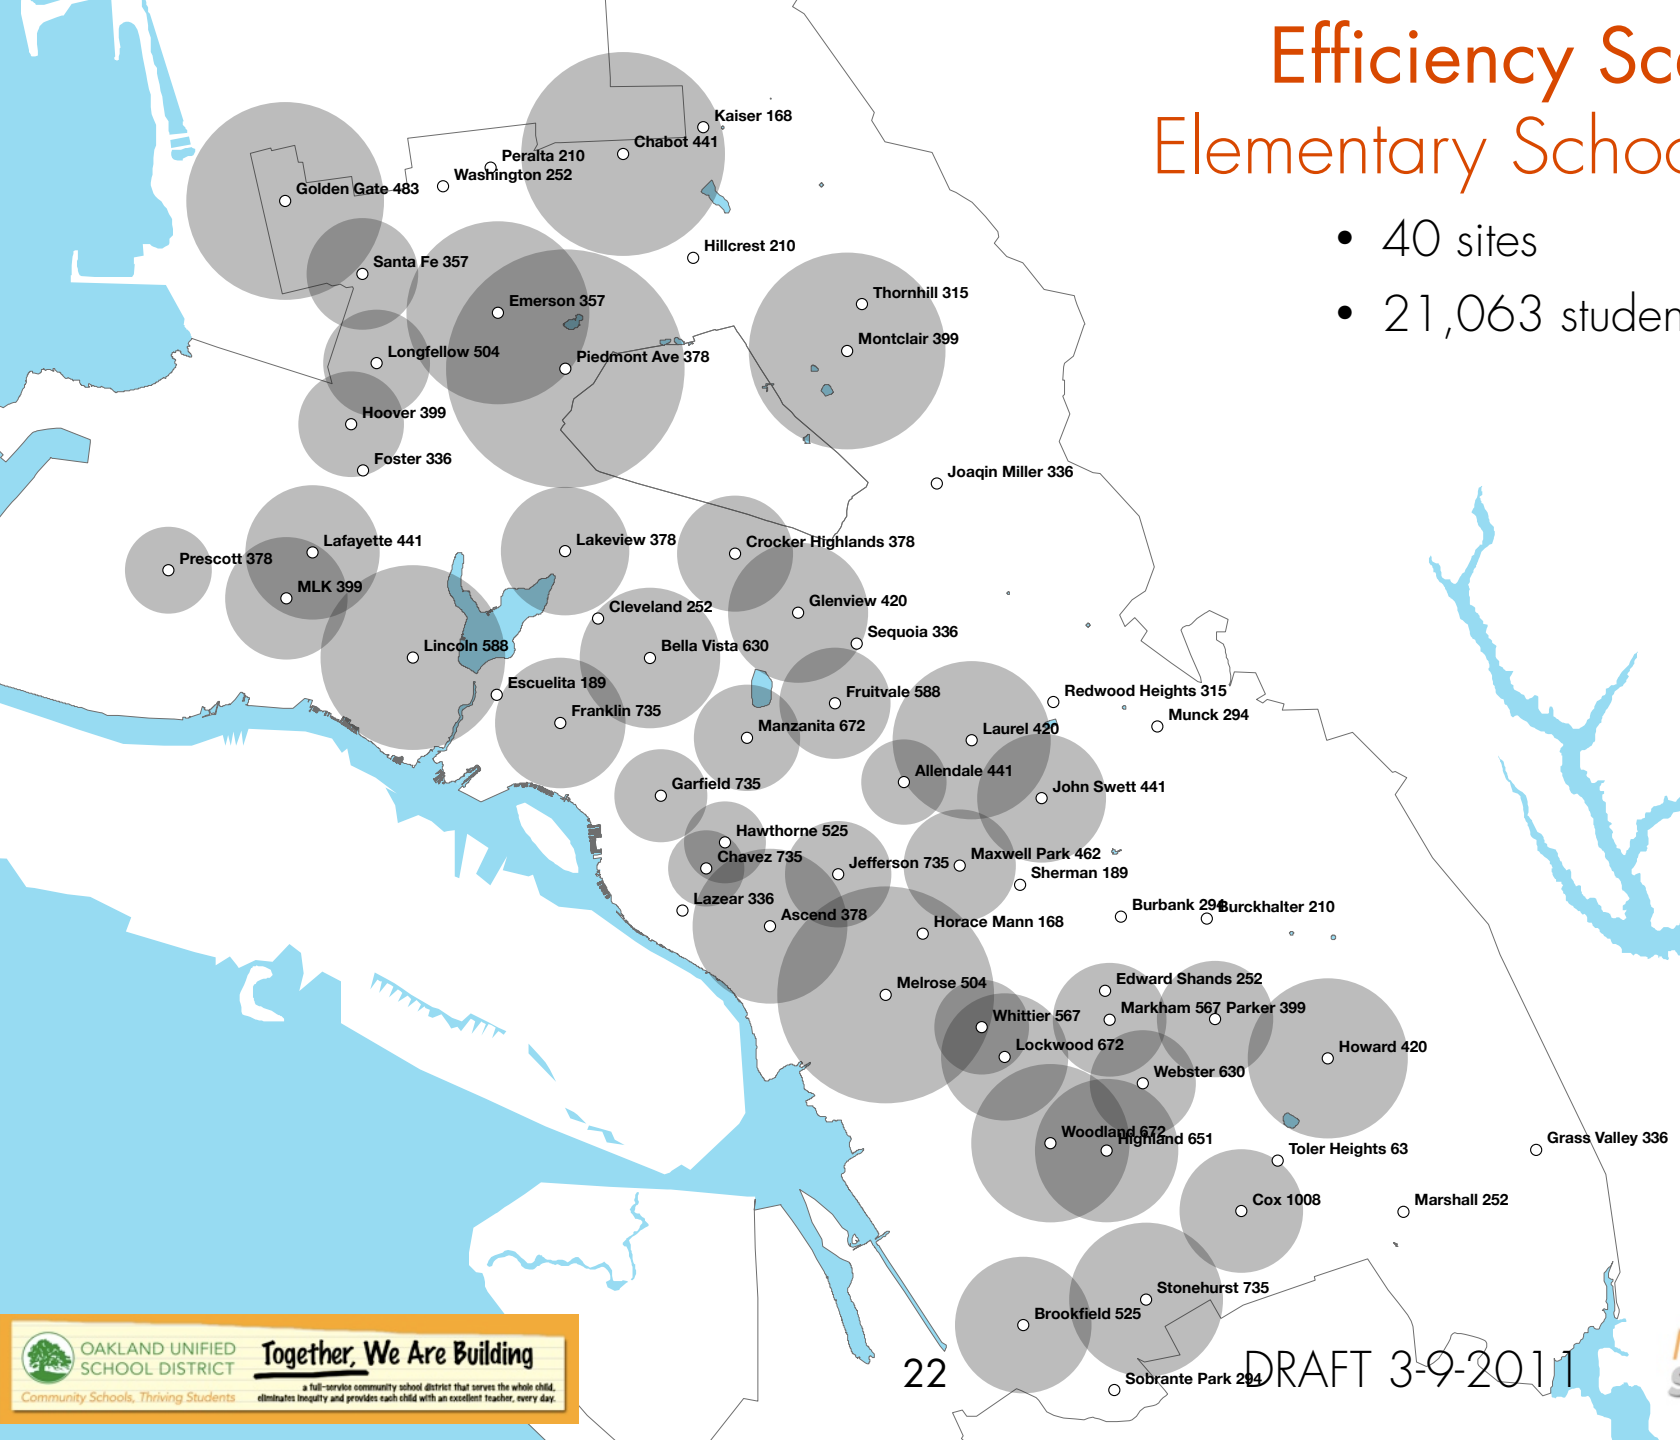 Efficiency
Elementary
• 40 sites
• 21,063
Kaiser 168
Chabot 441
Peralta 210
Washington 252
Golden Gate 483
Hillcrest 210
Santa Fe 357
Thornhill 315
Emerson 357
Montclair 399
Longfellow 504
Piedmont Ave 378
Hoover 399
Foster 336
Joaqin Miller 336
Lafayette 441
Lakeview 378
Crocker Highlands 378
Prescott 378
MLK 399
Cleveland 252
Glenview 420
Sequoia 336
Lincoln 588
Bella Vista 630
Escuelita 189
Fruitvale 588
Redwood Heights 315
Franklin 735
Munck 294
Manzanita 672
Laurel 420
Allendale 441
Garfield 735
John Swett 441
Hawthorne 525
Chavez 735
Jefferson 735
Maxwell Park 462
Sherman 189
Lazear 336
Ascend 378
Burbank 294
Burckhalter 210
Horace Mann 168
Melrose 504
Edward Shands 252
Whittier 567
Markham 567
Parker 399
Lockwood 672
Howard 420
Webster 630
Woodland 672
Highland 651
Toler Heights 63
Grass Valley 336
Cox 1008
Marshall 252
Stonehurst 735
Brookfield 525
Sobrante Park 294
OAKLAND UNIFIED
SCHOOL DISTRICT
Community Schools, Thriving Students
Together, We Are Building
a full-service community school district that serves the whole child,
eliminates inequity and provides each child with an excellent teacher, every day.
22
DRAFT 3-9-2011